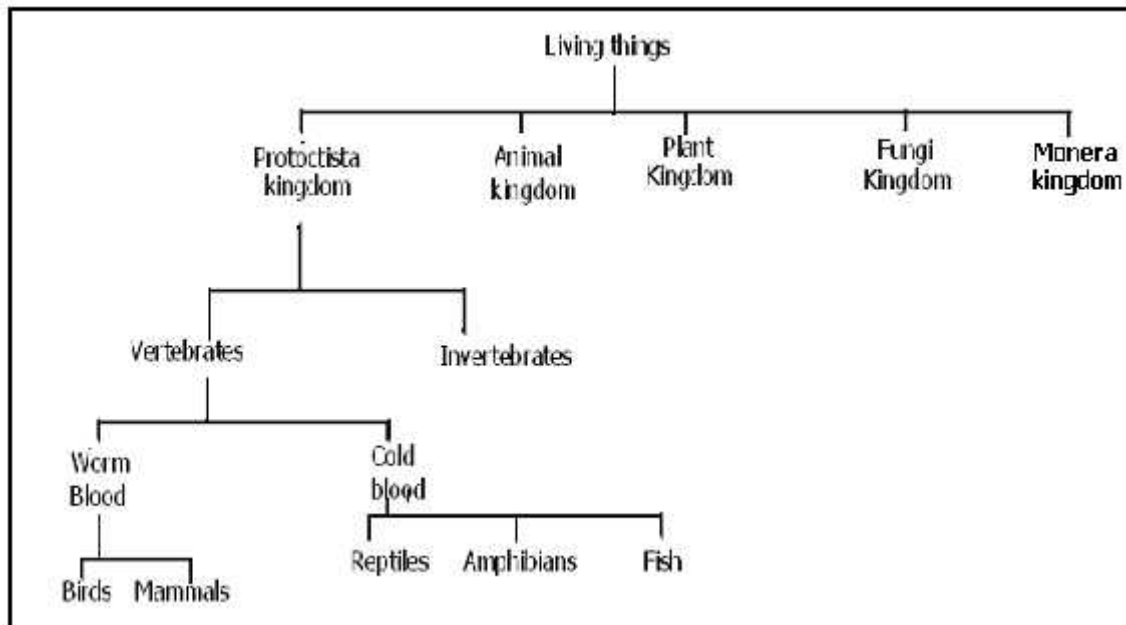 Living things
Protoctista
kingdom
Animal
kingdom
Plant
Kingdom
Fungi
Kingdom
Monera
kingdom
Vertebrates
Invertebrates
Worm
Blood
Cold
blood
Birds
Mammals
Reptiles
Amphibians
Fish